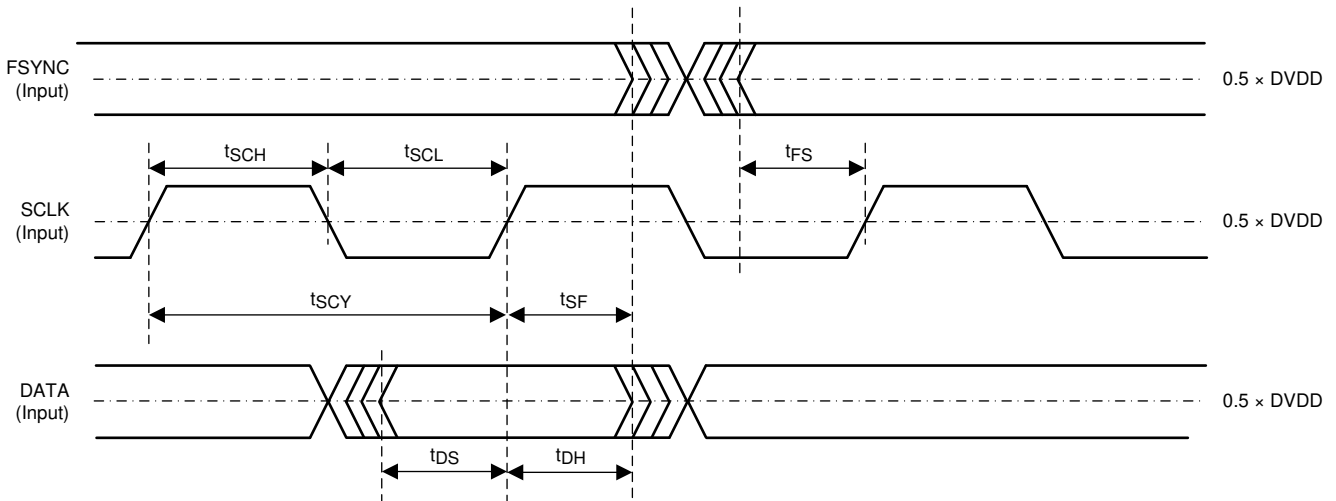 FSYNC
(Input)
0.5 × DVDD
tSCH
tSCL
tFS
SCLK
(Input)
0.5 × DVDD
tSCY
tSF
DATA
(Input)
0.5 × DVDD
tDS
tDH